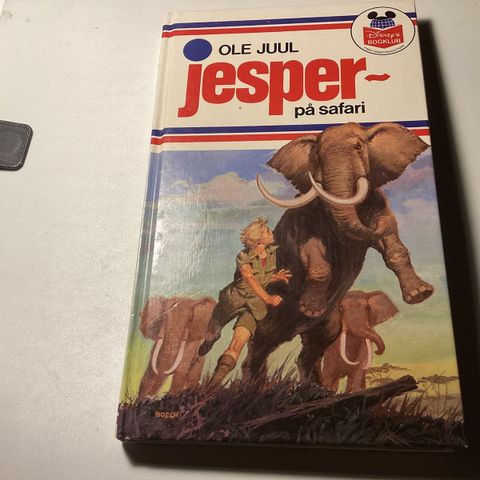 OLE JUUL
jesper~
på safari
Disney's
BOGKLUB
BOSCH